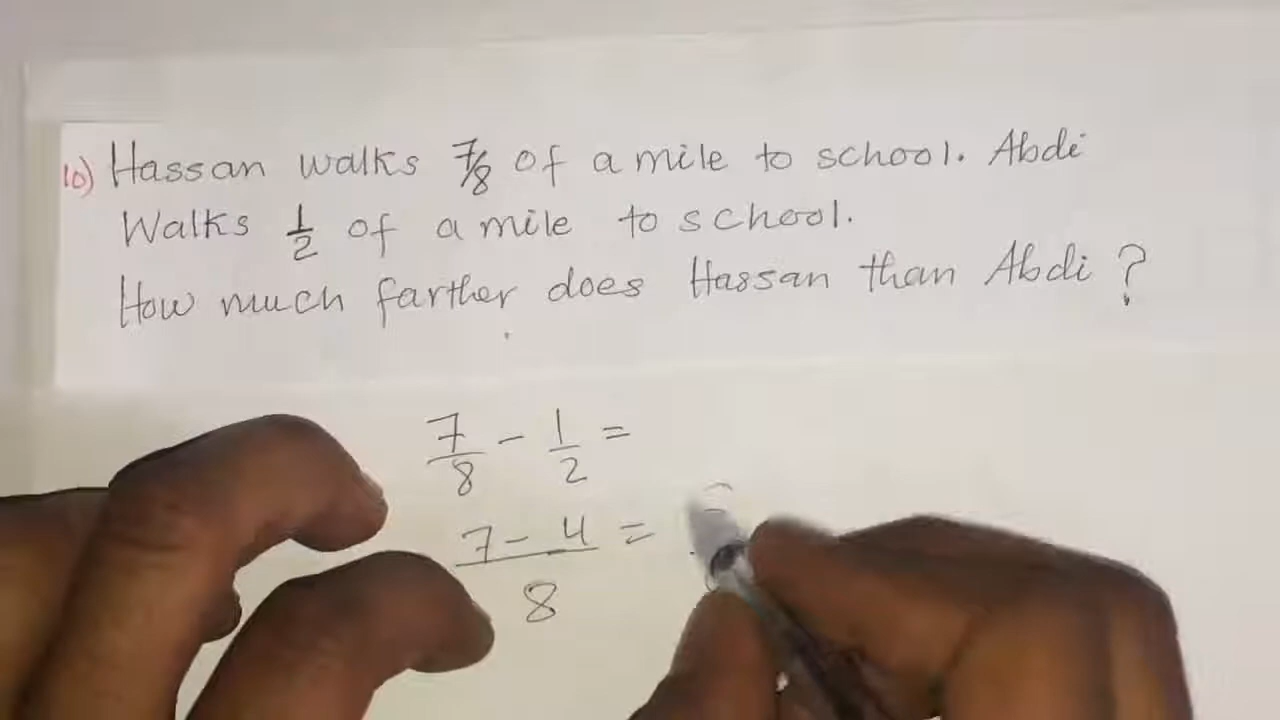 10) Hassan walks 7/8 of a mile to school. Abdi
Walks 1/2 of a mile to school.
How much farther does Hassan than Abdi ?
7/8 - 1/2 =
7 - 4 / 8 =